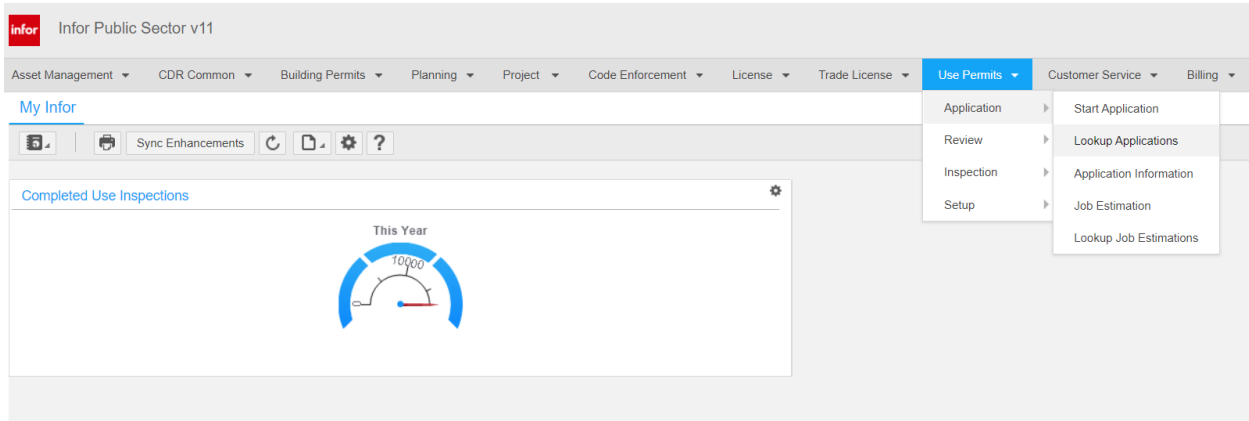 infor Infor Public Sector v11
Asset Management CDR Common Building Permits Planning Project Code Enforcement License Trade License Use Permits Customer Service Billing
My Infor
Application
Start Application
Sync Enhancements ?
Review
Lookup Applications
Inspection
Application Information
Completed Use Inspections
Setup
Job Estimation
This Year
Lookup Job Estimations
10000
0